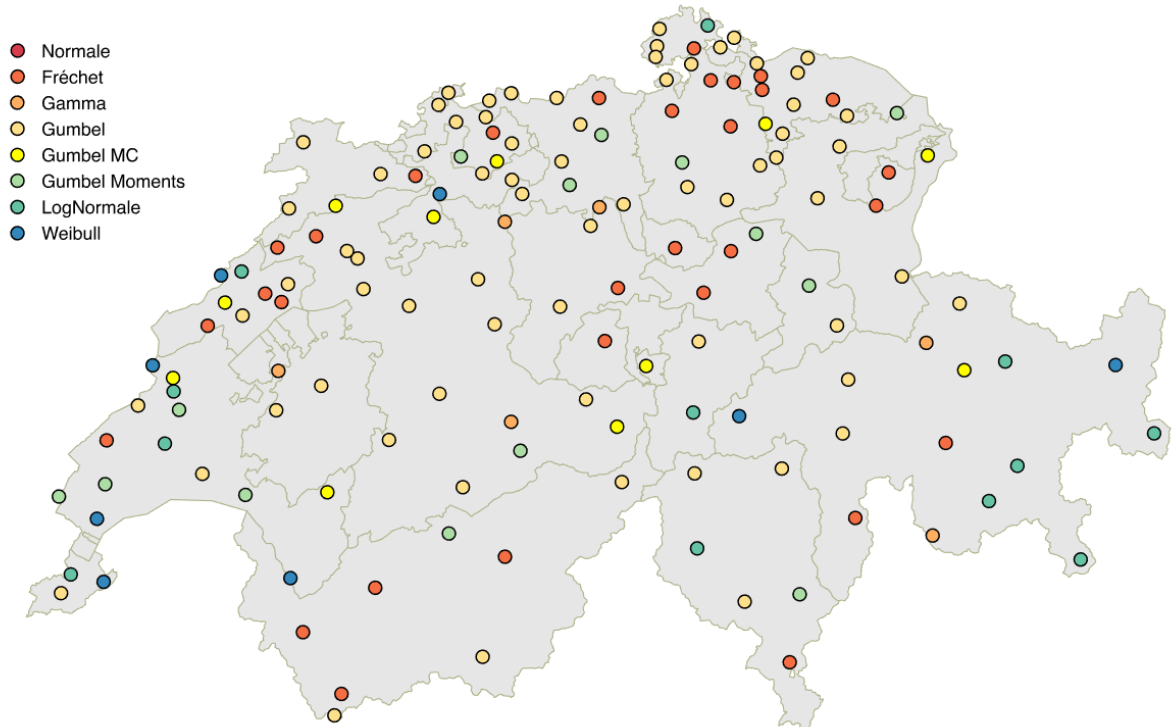 Normale
Fréchet
Gamma
Gumbel
Gumbel MC
Gumbel Moments
LogNormale
Weibull